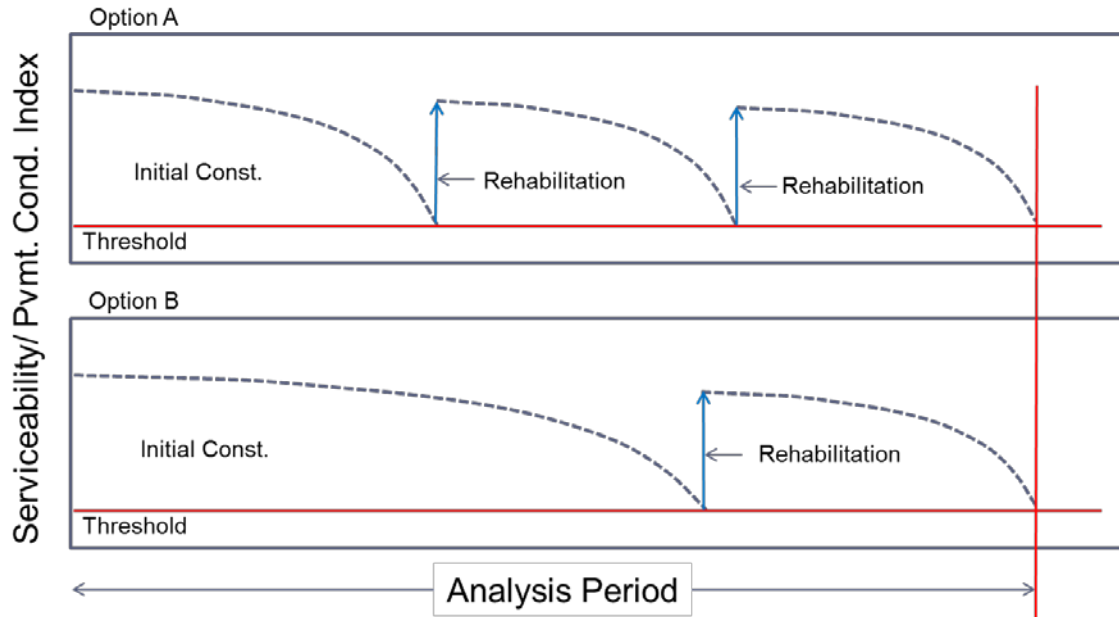 Serviceability/ Pvmt. Cond. Index
Option A
Initial Const.
Rehabilitation
Rehabilitation
Threshold
Option B
Initial Const.
Rehabilitation
Threshold
Analysis Period